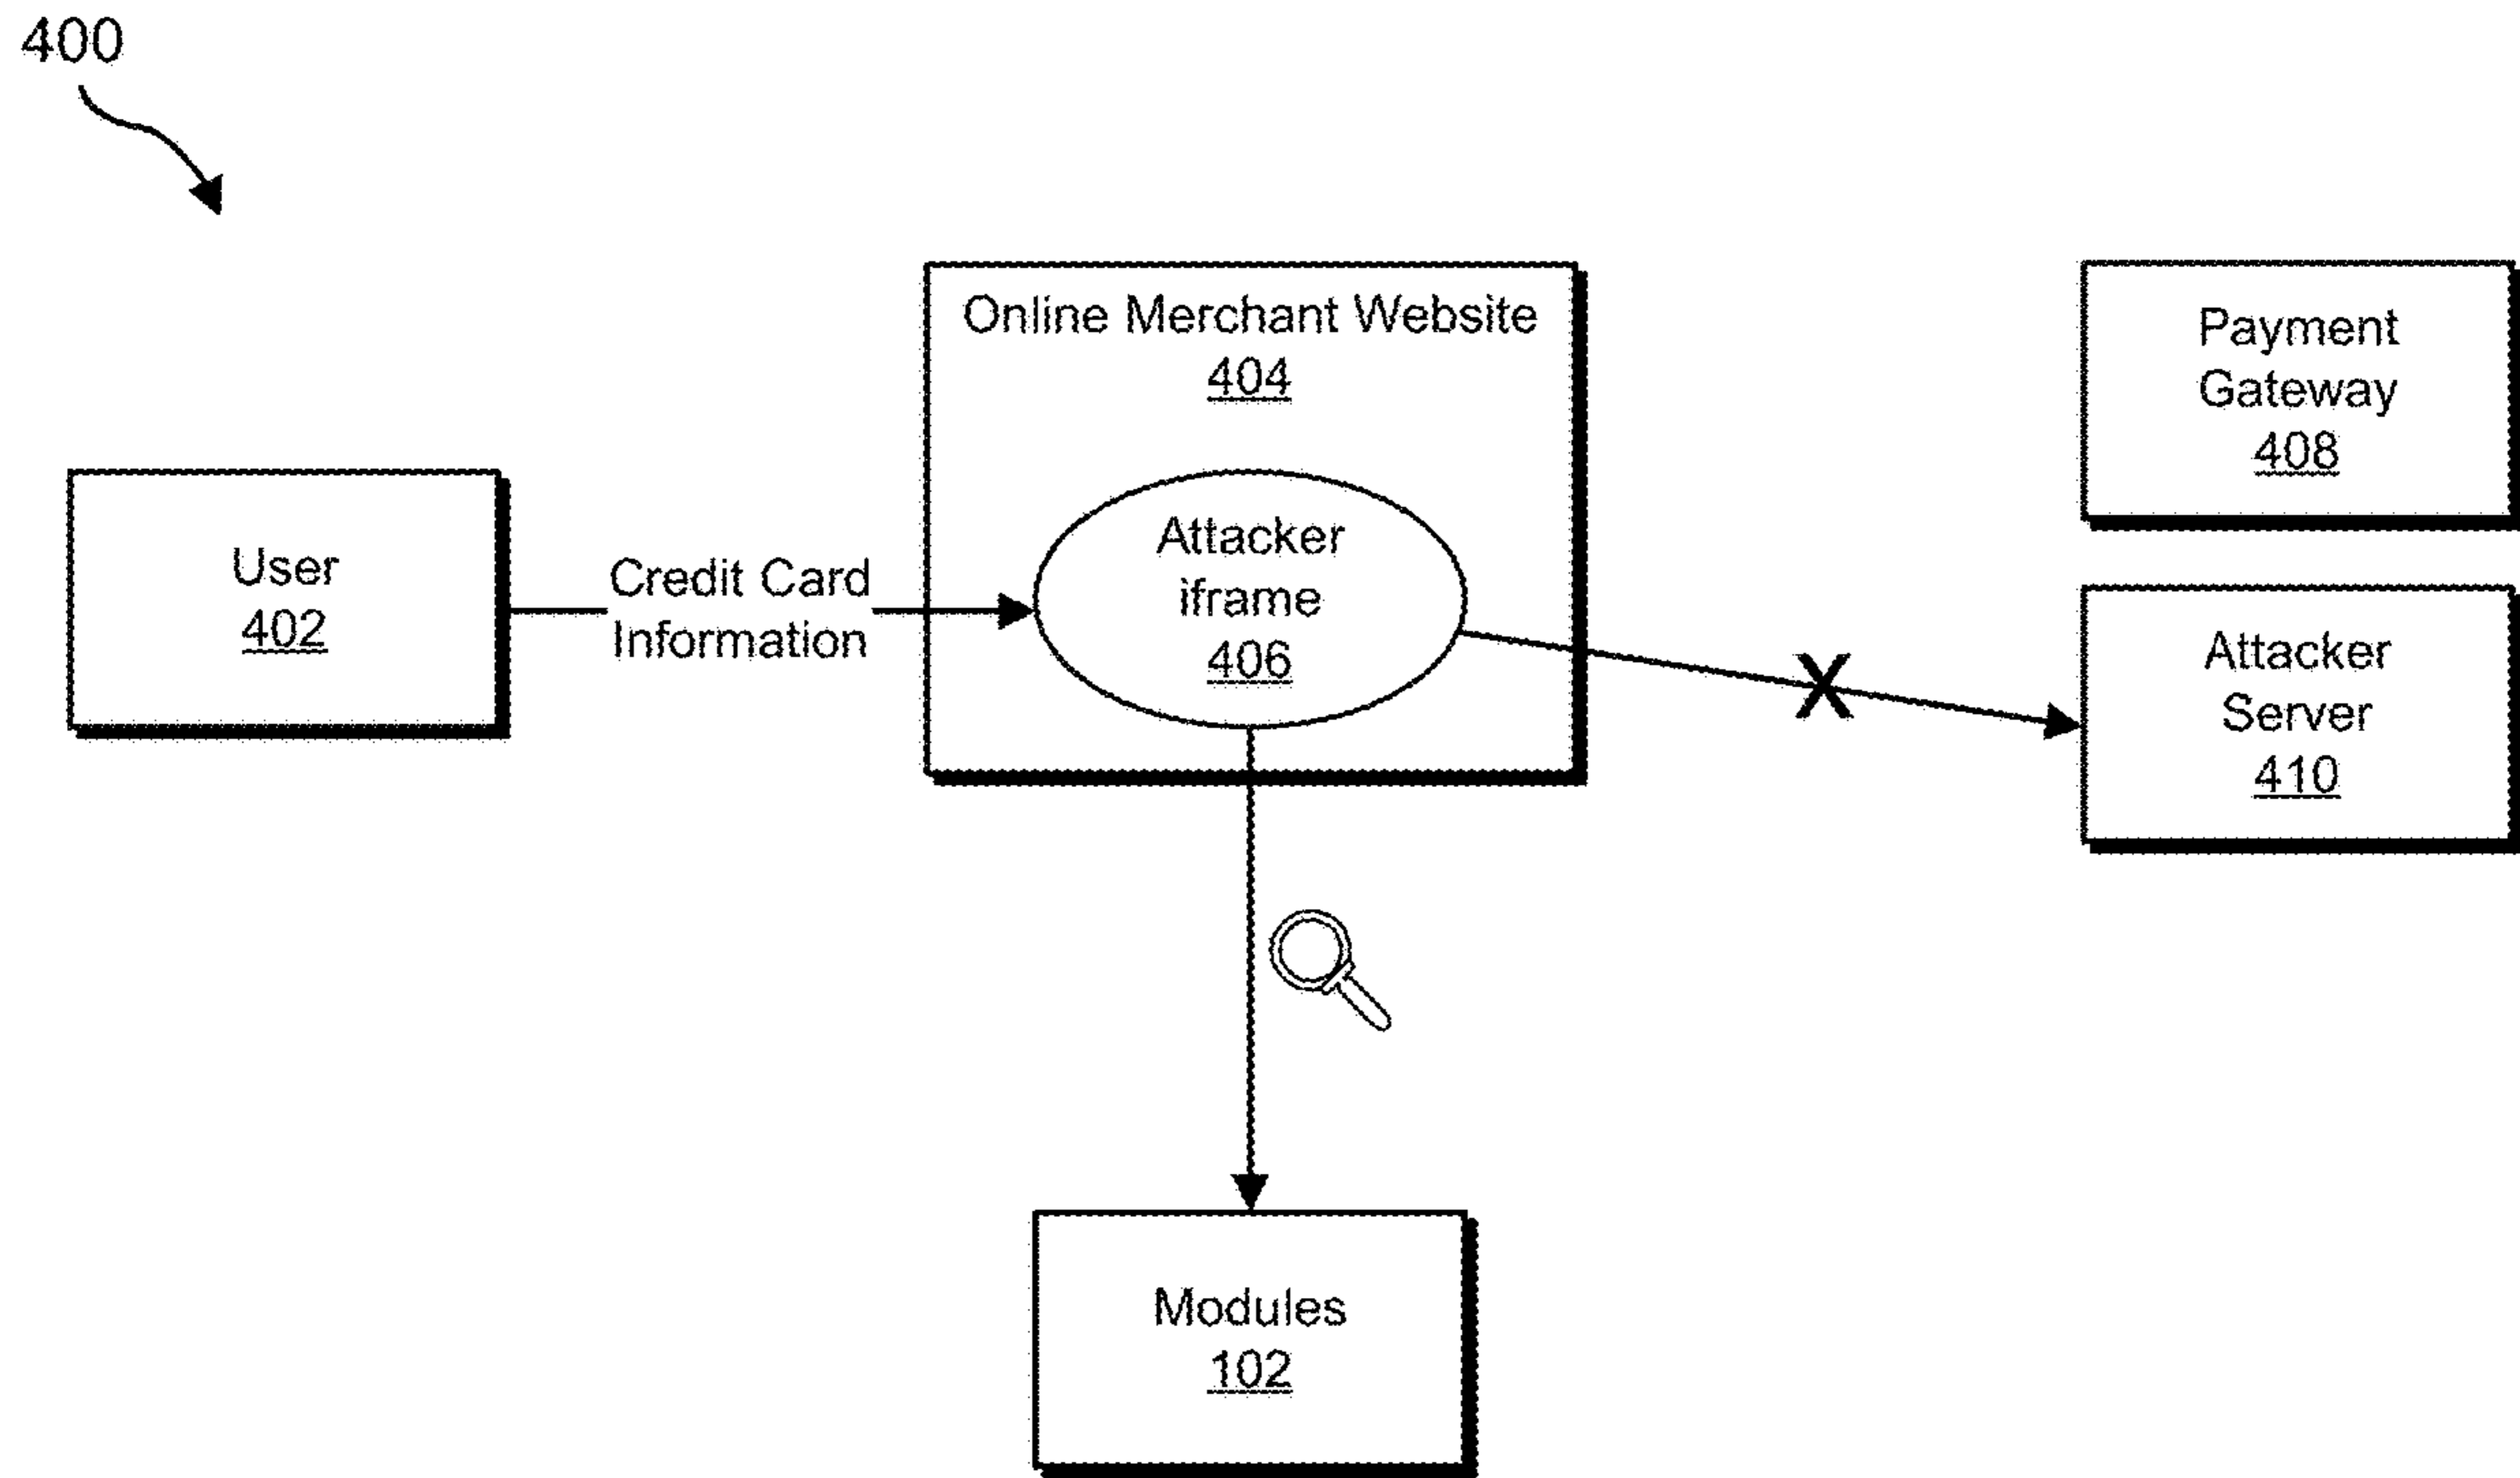 400
Online Merchant Website
404
Payment
Gateway
408
User
402
Credit Card
Information
Attacker
iframe
406
X
Attacker
Server
410
Modules
102